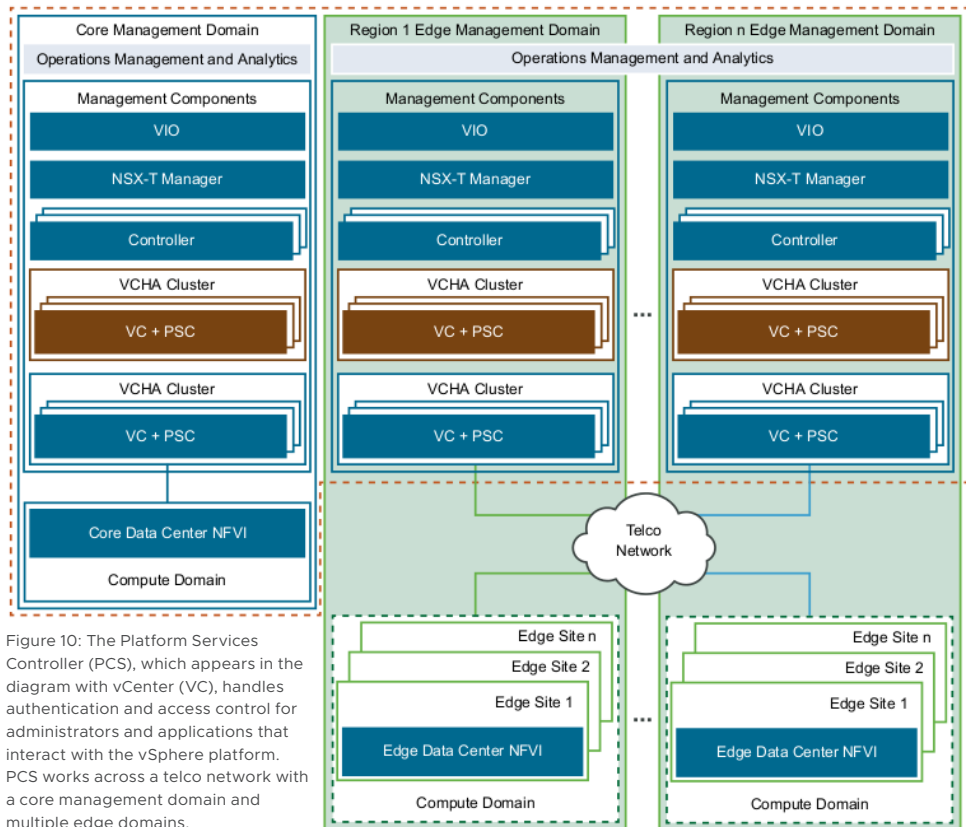 Core Management Domain
Operations Management and Analytics
Management Components
VIO
NSX-T Manager
Controller
VCHA Cluster
VC + PSC
VCHA Cluster
VC + PSC
Core Data Center NFVI
Compute Domain
Region 1 Edge Management Domain
Region n Edge Management Domain
Operations Management and Analytics
Management Components
VIO
NSX-T Manager
Controller
VCHA Cluster
VC + PSC
VCHA Cluster
VC + PSC
...
Management Components
VIO
NSX-T Manager
Controller
VCHA Cluster
VC + PSC
VCHA Cluster
VC + PSC
Telco
Network
Edge Site n
Edge Site 2
Edge Site 1
Edge Data Center NFVI
Compute Domain
...
Edge Site n
Edge Site 2
Edge Site 1
Edge Data Center NFVI
Compute Domain
Figure 10: The Platform Services
Controller (PCS), which appears in the
diagram with vCenter (VC), handles
authentication and access control for
administrators and applications that
interact with the vSphere platform.
PCS works across a telco network with
a core management domain and
multiple edge domains.